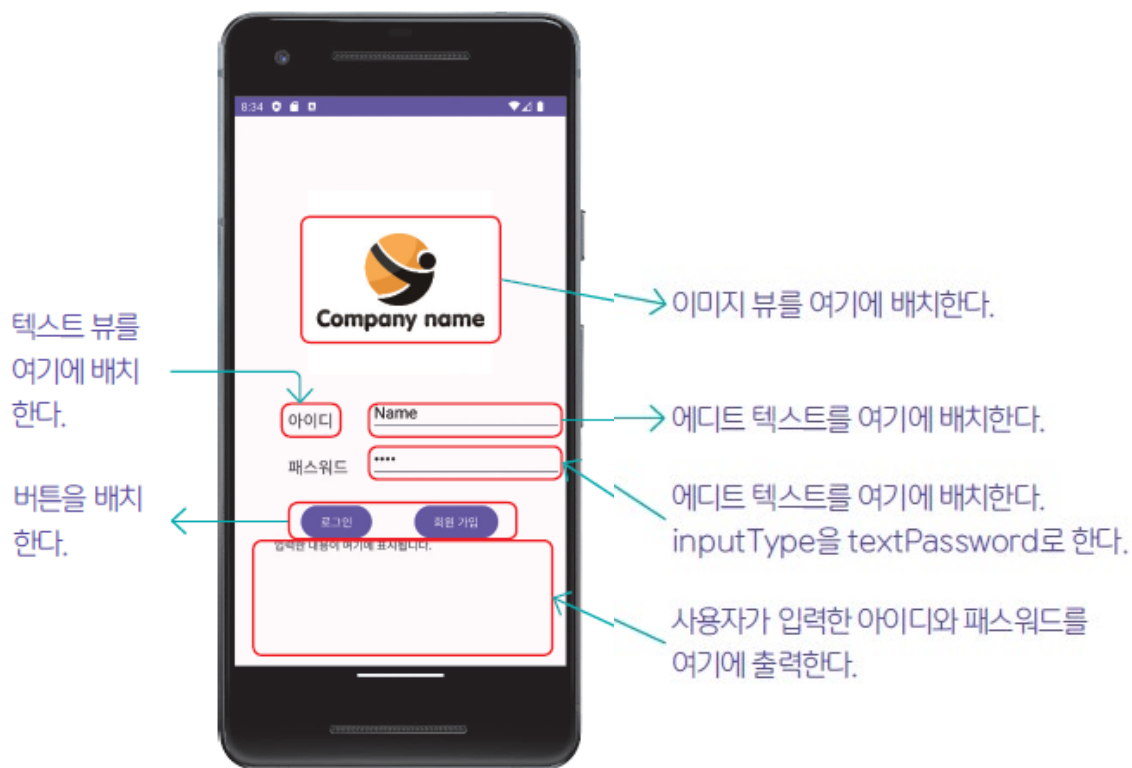 8:34
Company name
이미지 뷰를 여기에 배치한다.
텍스트 뷰를
여기에 배치
한다.
아이디
Name
에디트 텍스트를 여기에 배치한다.
패스워드
••••
에디트 텍스트를 여기에 배치한다.
inputType을 textPassword로 한다.
버튼을 배치
한다.
로그인
회원 가입
입력한 내용이 여기에 표시됩니다.
사용자가 입력한 아이디와 패스워드를
여기에 출력한다.